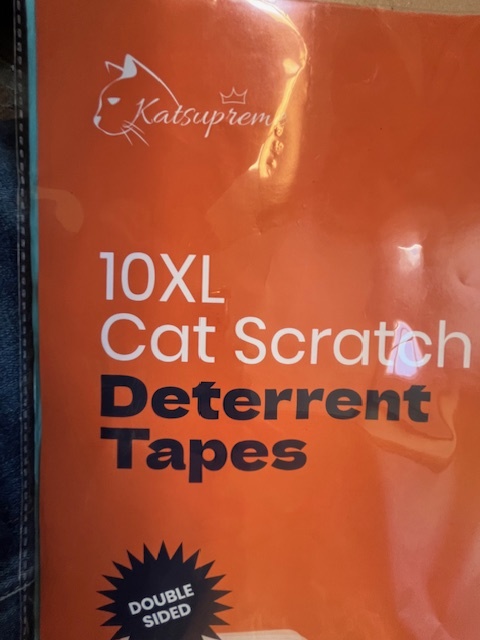 Katsupreme
10XL
Cat Scratch
Deterrent
Tapes
DOUBLE
SIDED